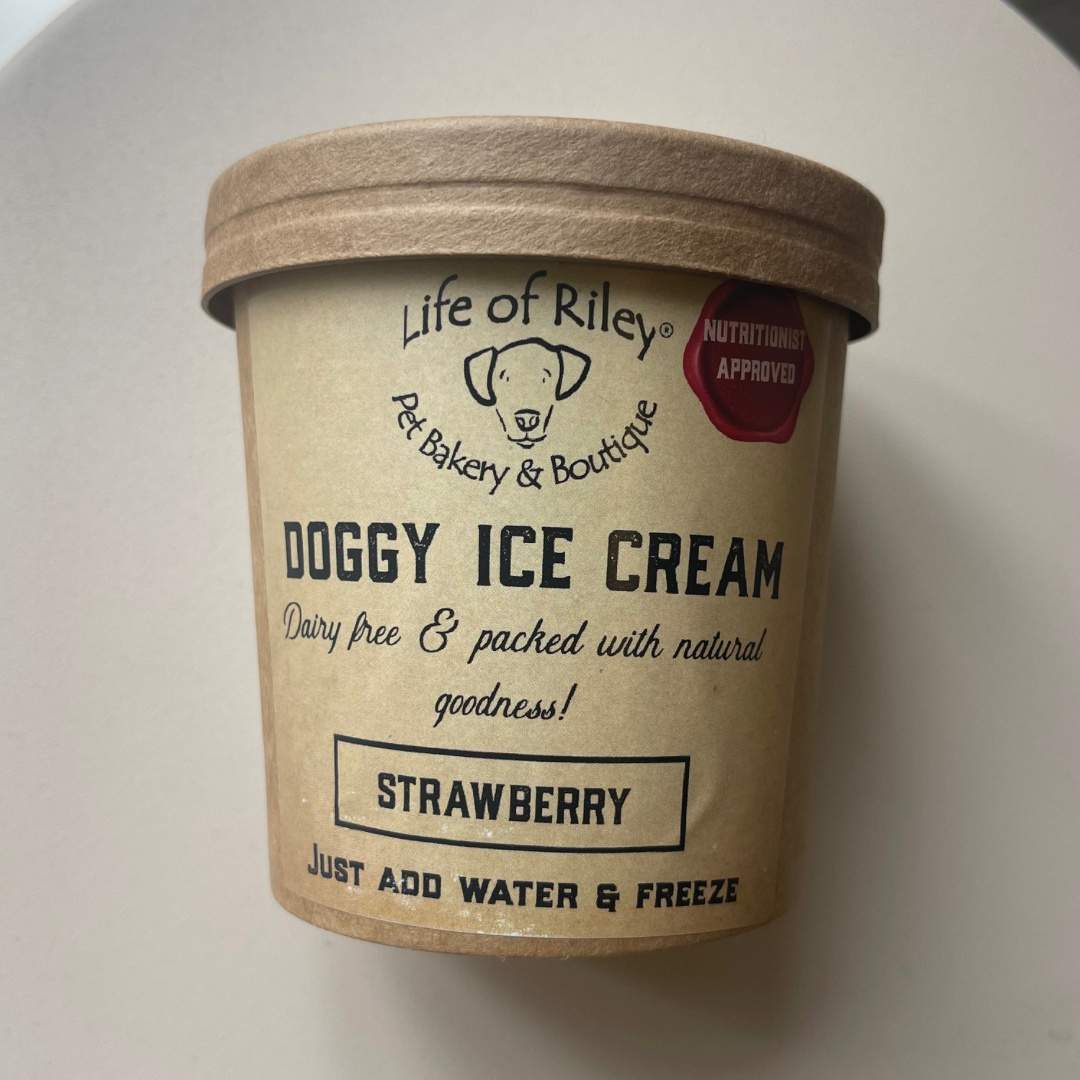 Life of Riley®
Pet Bakery & Boutique
NUTRITIONIST
APPROVED
DOGGY ICE CREAM
Dairy free & packed with natural
goodness!
STRAWBERRY
JUST ADD WATER & FREEZE